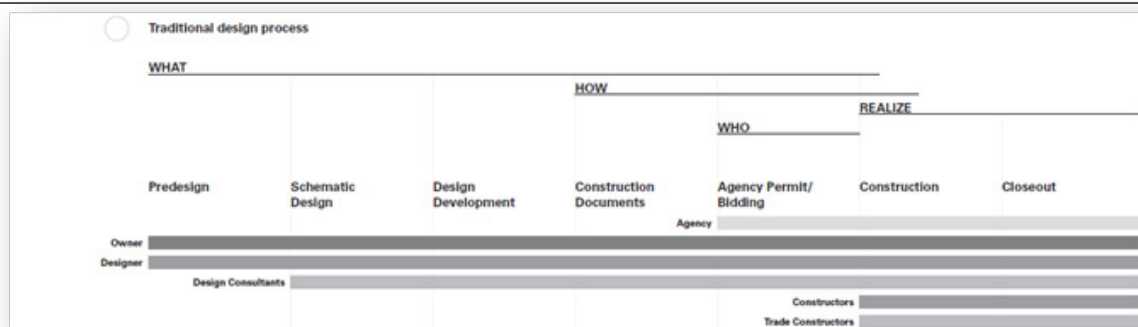 Traditional design process
WHAT
HOW
REALIZE
WHO
Predesign
Schematic
Design
Design
Development
Construction
Documents
Agency Permit/
Bidding
Construction
Closeout
Agency
Owner
Designer
Design Consultants
Constructors
Trade Constructors